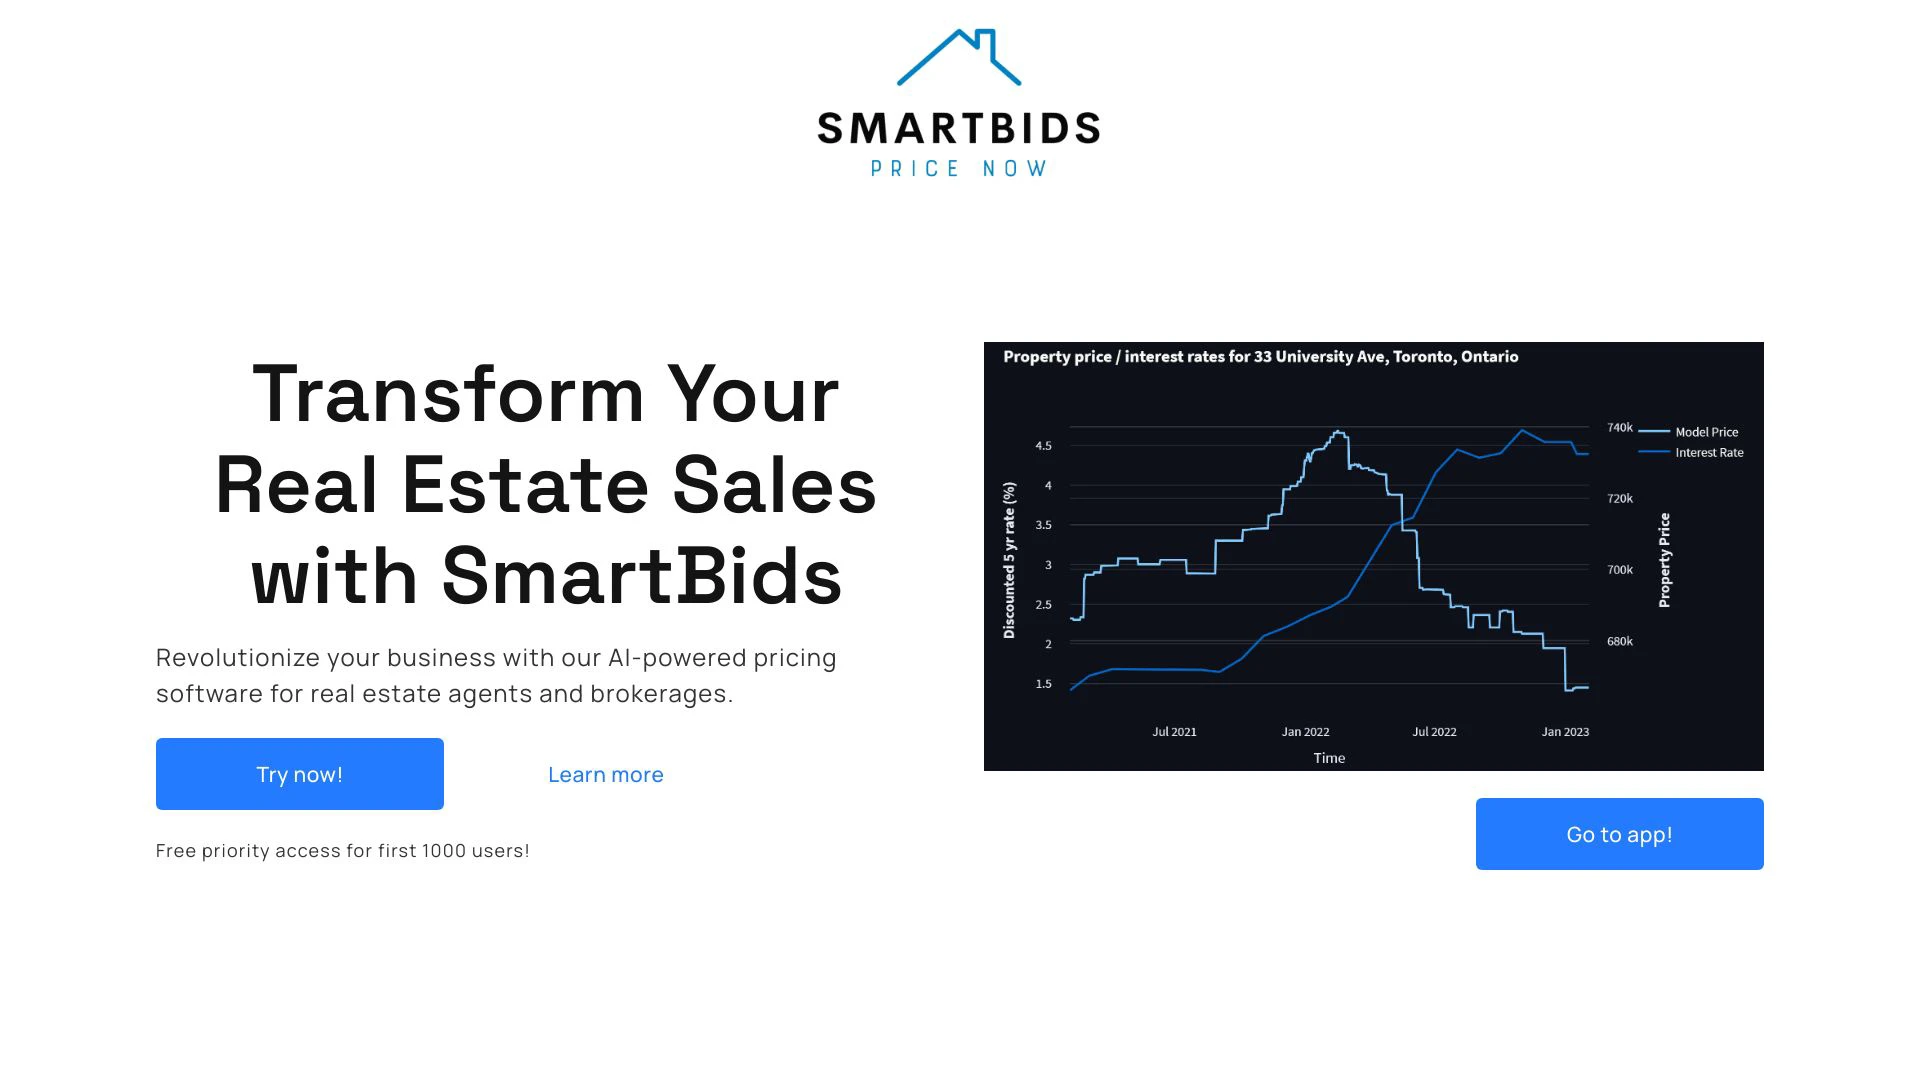 SMARTBIDS
PRICE NOW
Transform Your
Real Estate Sales
with SmartBids
Revolutionize your business with our AI-powered pricing
software for real estate agents and brokerages.
Try now!
Learn more
Free priority access for first 1000 users!
Property price / interest rates for 33 University Ave, Toronto, Ontario
Discounted 5 yr rate (%)
4.5
4
3.5
3
2.5
2
1.5
740k
720k
700k
680k
Model Price
Interest Rate
Property Price
Jul 2021
Jan 2022
Jul 2022
Jan 2023
Time
Go to app!